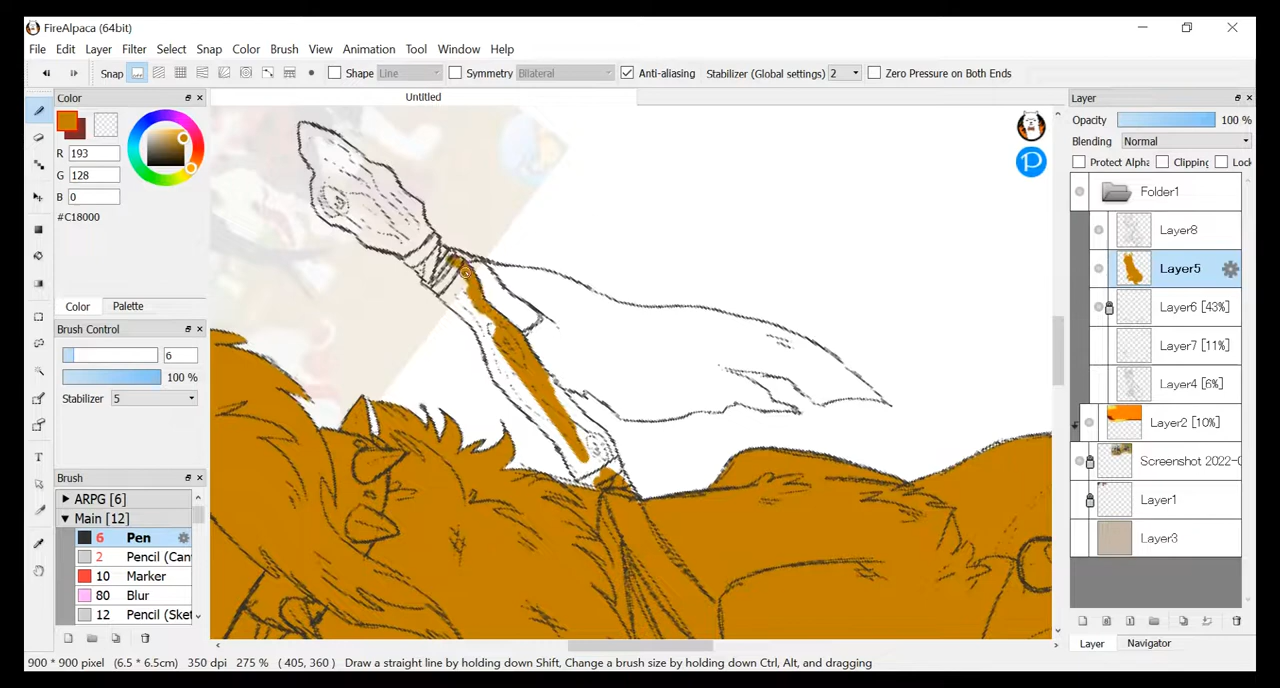 FireAlpaca (64bit)
File Edit Layer Filter Select Snap Color Brush View Animation Tool Window Help
Snap Shape Line Symmetry Bilateral Anti-aliasing Stabilizer (Global settings) 2 Zero Pressure on Both Ends
Color
Untitled
Layer
R 193
G 128
B 0
#C18000
Color Palette
Brush Control
6
100 %
Stabilizer 5
Brush
ARPG [6]
Main [12]
6 Pen
2 Pencil (Can
10 Marker
80 Blur
12 Pencil (Sket
Opacity 100 %
Blending Normal
Protect Alpha Clipping Lock
Folder1
Layer8
Layer5
Layer6 [43%]
Layer7 [11%]
Layer4 [6%]
Layer2 [10%]
Screenshot 2022-0
Layer1
Layer3
Layer Navigator
900 * 900 pixel (6.5 * 6.5cm) 350 dpi 275 % ( 405, 360 ) Draw a straight line by holding down Shift, Change a brush size by holding down Ctrl, Alt, and dragging